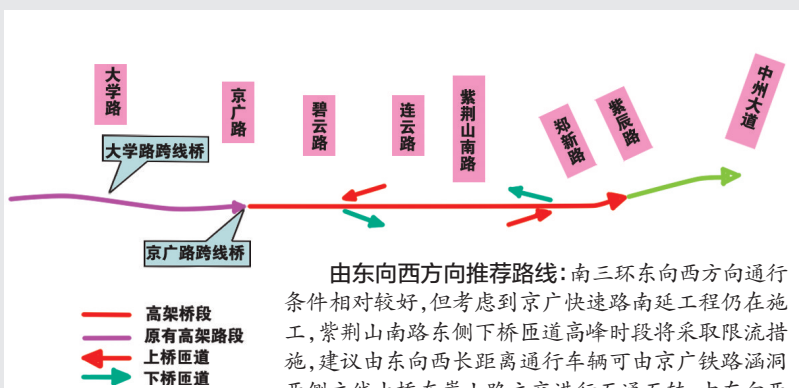 大学路
京广路
碧云路
连云路
紫荆山南路
郑新路
紫辰路
中州大道
大学路跨线桥
京广路跨线桥
高架桥段
原有高架路段
上桥匝道
下桥匝道
由东向西方向推荐路线:南三环东向西方向通行
条件相对较好,但考虑到京广快速路南延工程仍在施
工,紫荆山南路东侧下桥匝道高峰时段将采取限流措
施,建议由东向西长距离通行车辆可由京广铁路涵洞